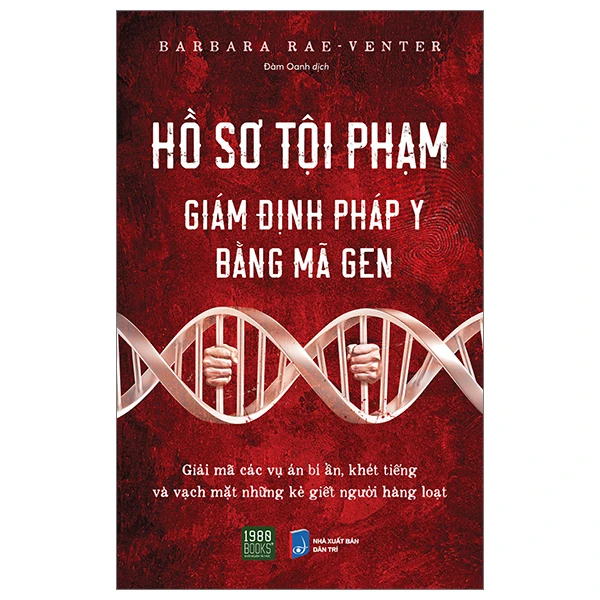 BARBARA RAE-VENTER
Đàm Oanh dịch
HỒ SƠ TỘI PHẠM
GIÁM ĐỊNH PHÁP Y
BẰNG MÃ GEN
Giải mã các vụ án bí ẩn, khét tiếng
và vạch mặt những kẻ giết người hàng loạt
1980
BOOKS
NHÀ XUẤT BẢN
DÂN TRÍ